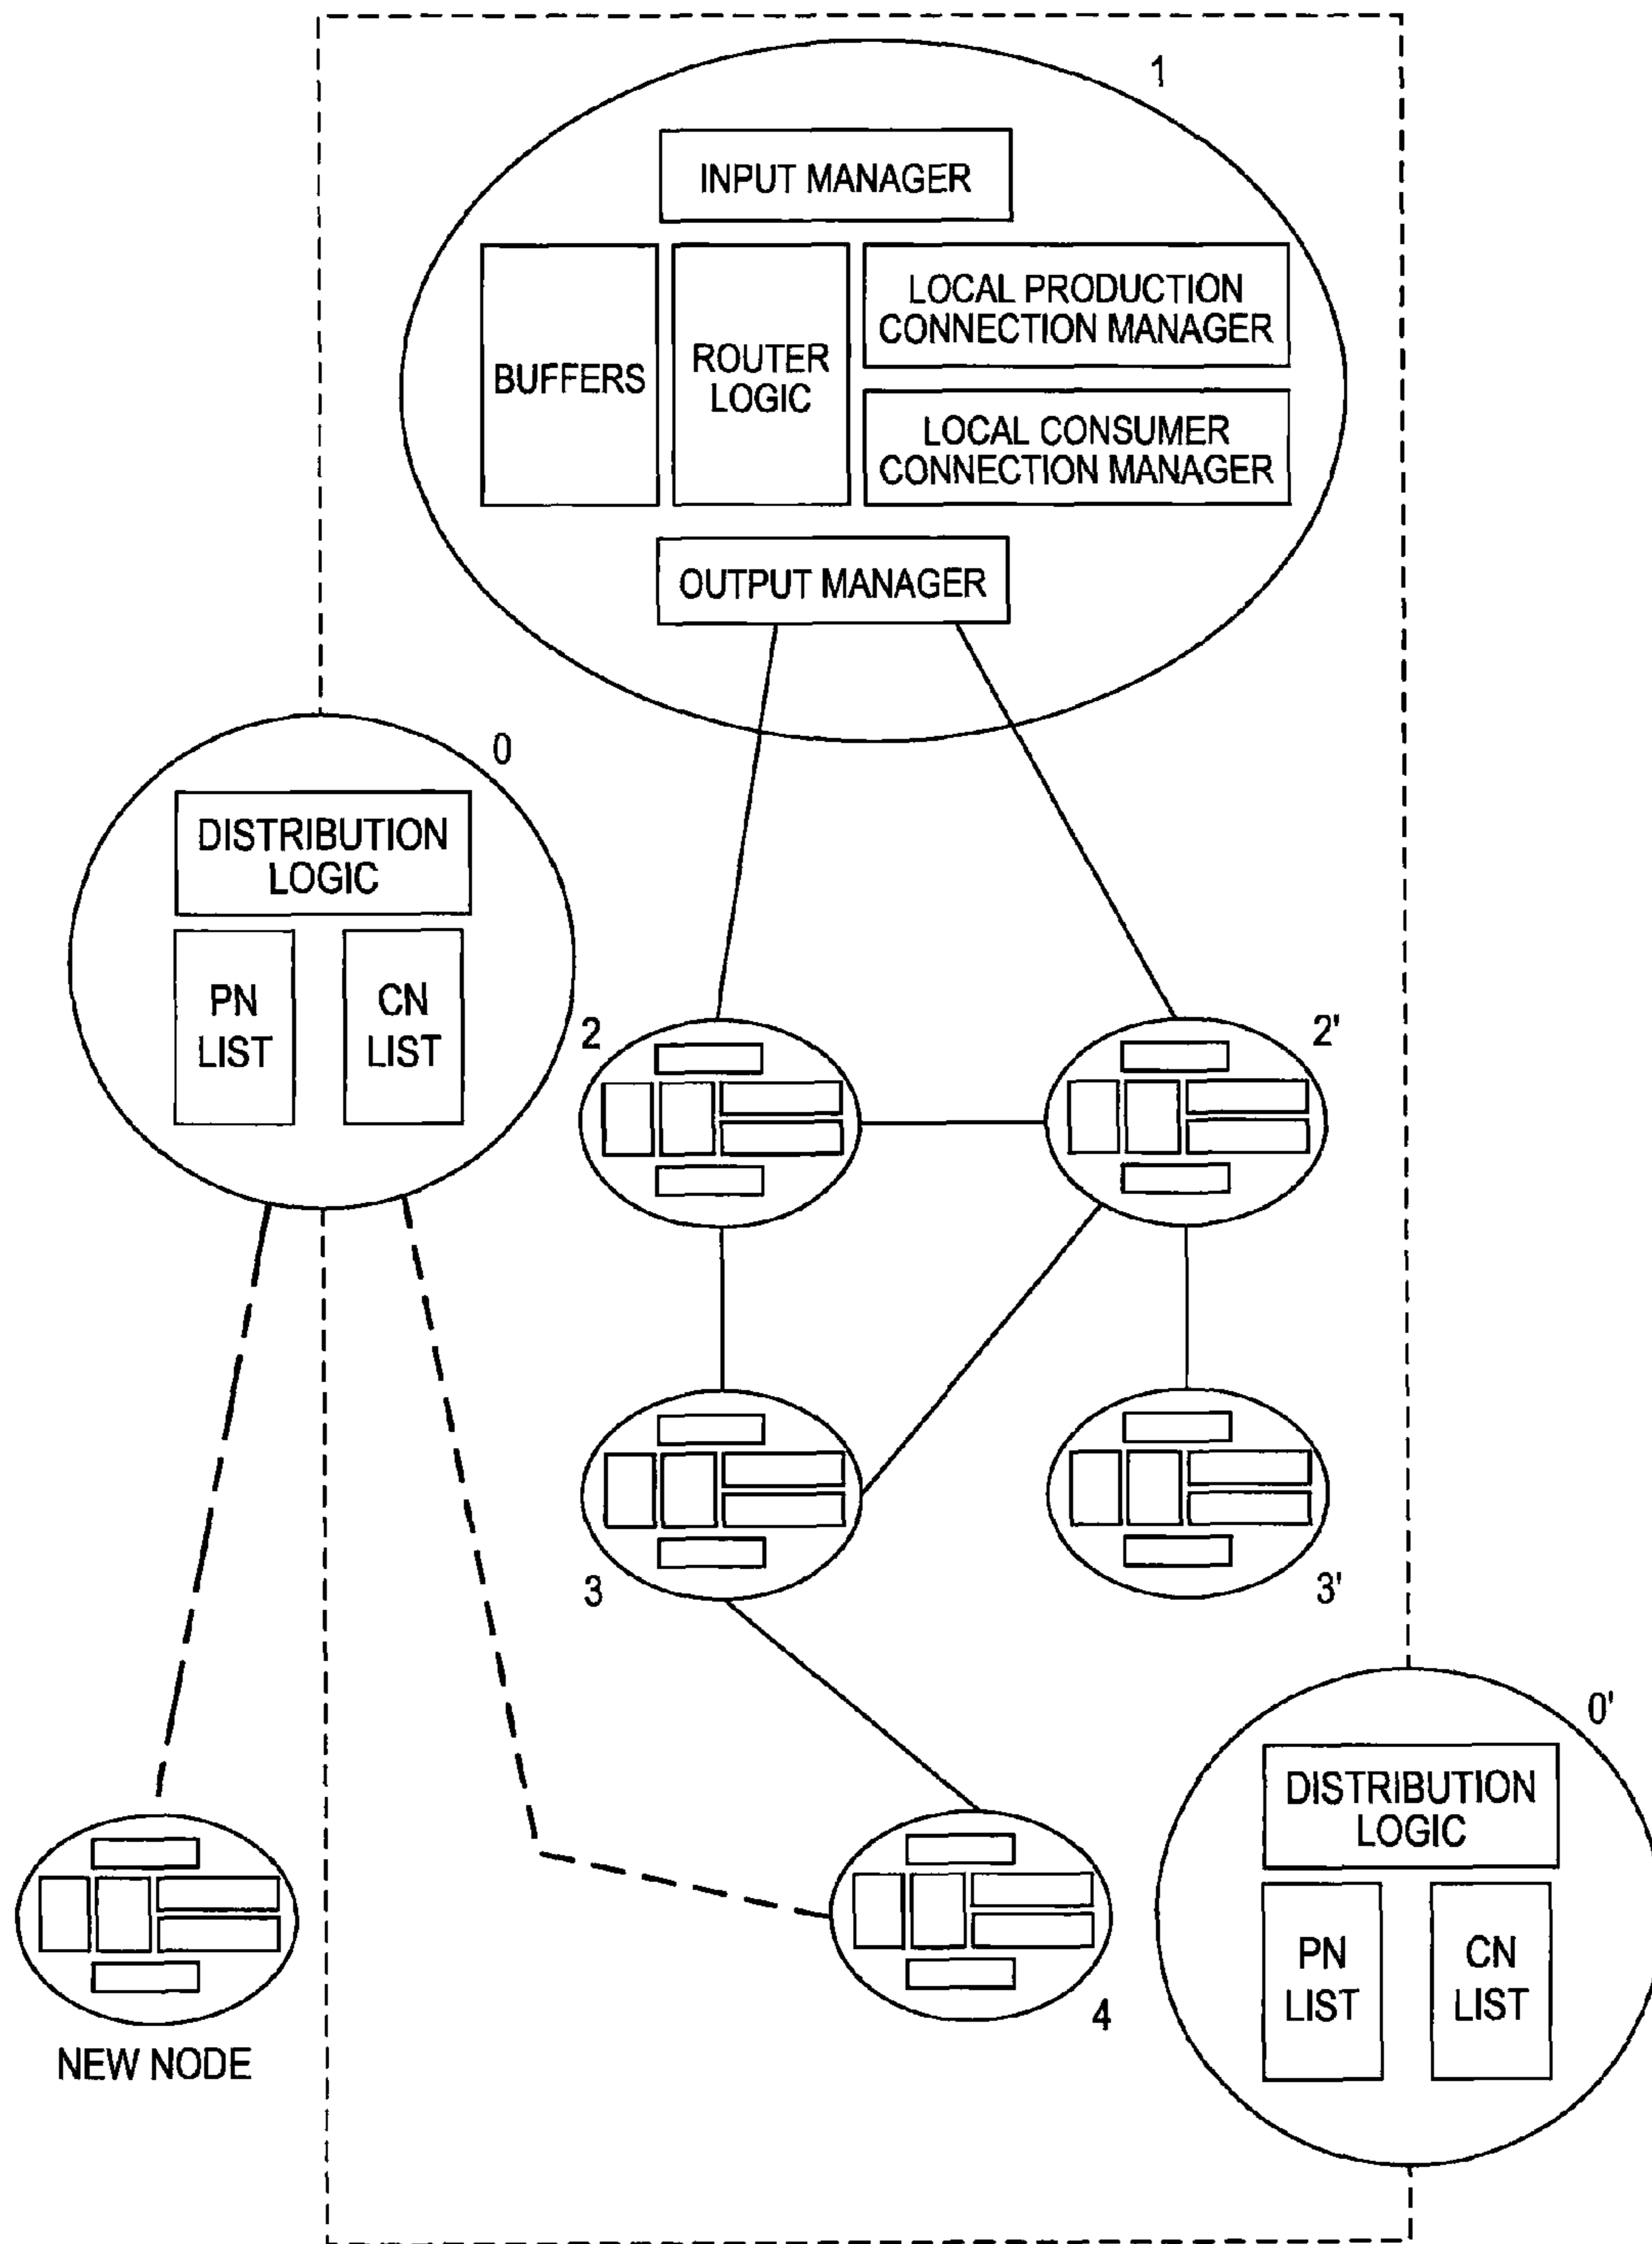 1
INPUT MANAGER
BUFFERS
ROUTER
LOGIC
LOCAL PRODUCTION
CONNECTION MANAGER
LOCAL CONSUMER
CONNECTION MANAGER
OUTPUT MANAGER
0
DISTRIBUTION
LOGIC
PN
LIST
CN
LIST
2
2'
3
3'
0'
DISTRIBUTION
LOGIC
PN
LIST
CN
LIST
4
NEW NODE